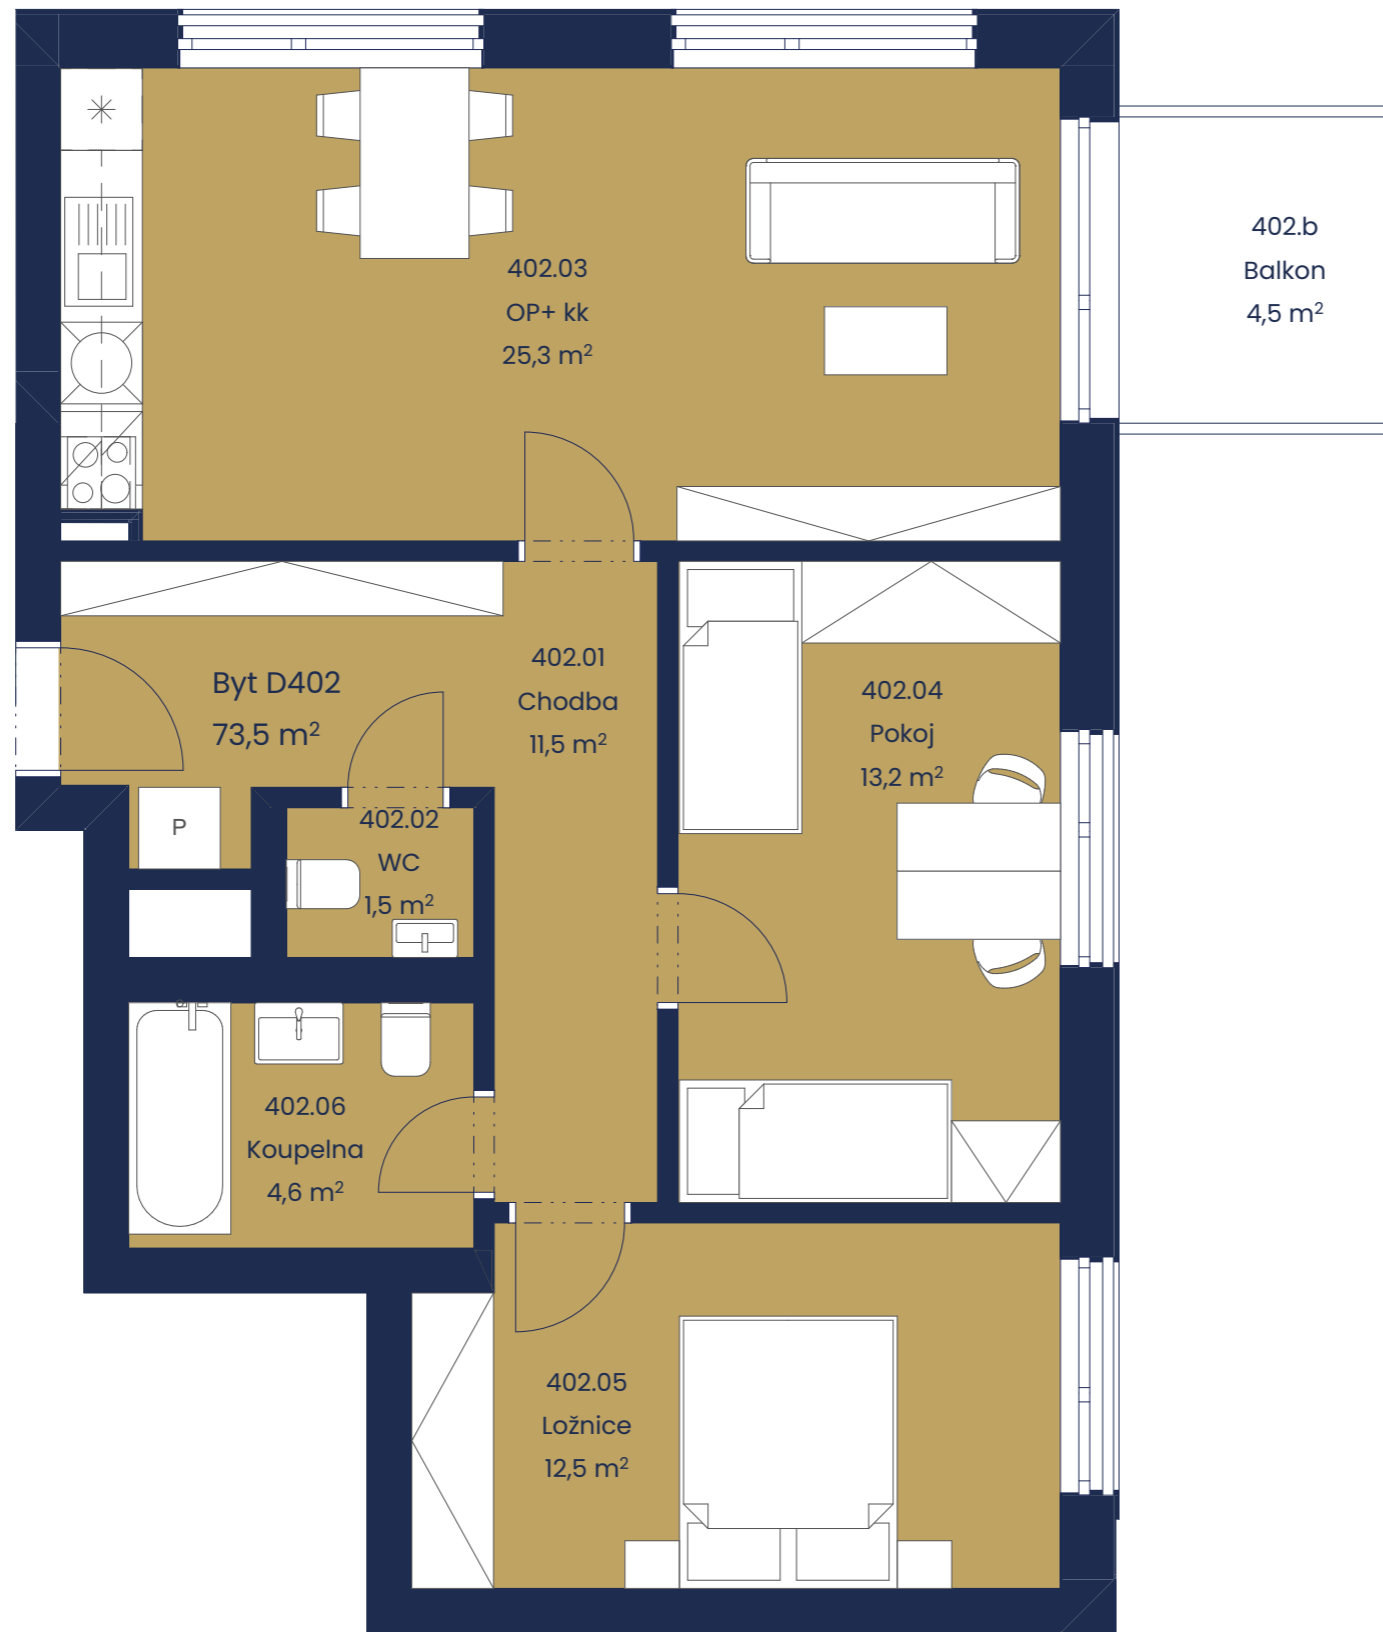 402.b
Balkon
4,5 m²
402.03
OP+ kk
25,3 m²
Byt D402
73,5 m²
402.01
Chodba
11,5 m²
402.04
Pokoj
13,2 m²
P
402.02
WC
1,5 m²
402.06
Koupelna
4,6 m²
402.05
Ložnice
12,5 m²